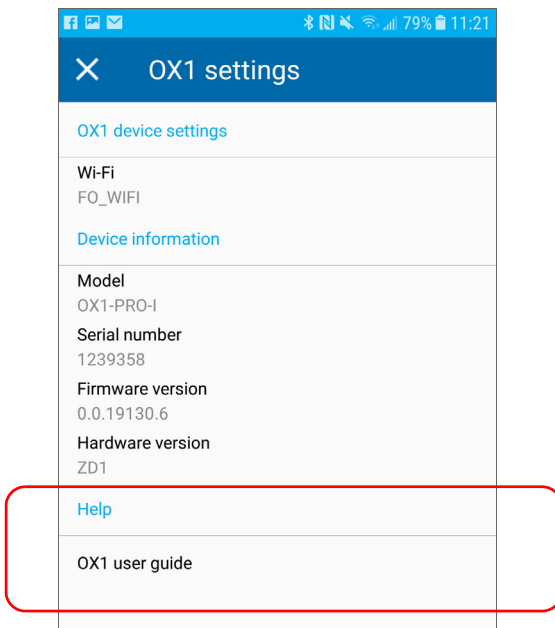 79% 11:21
OX1 settings
OX1 device settings
Wi-Fi
FO_WIFI
Device information
Model
OX1-PRO-I
Serial number
1239358
Firmware version
0.0.19130.6
Hardware version
ZD1
Help
OX1 user guide